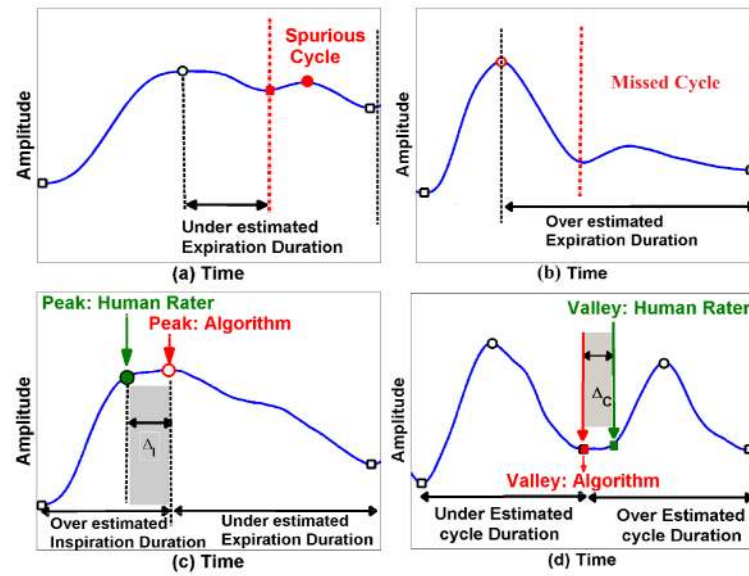 Spurious
Cycle
Amplitude
Under estimated
Expiration Duration
(a) Time
Missed Cycle
Amplitude
Over estimated
Expiration Duration
(b) Time
Peak: Human Rater
Peak: Algorithm
Amplitude
Δ_I
Over estimated
Inspiration Duration
Under estimated
Expiration Duration
(c) Time
Valley: Human Rater
Amplitude
Δ_C
Valley: Algorithm
Under Estimated
cycle Duration
Over Estimated
cycle Duration
(d) Time